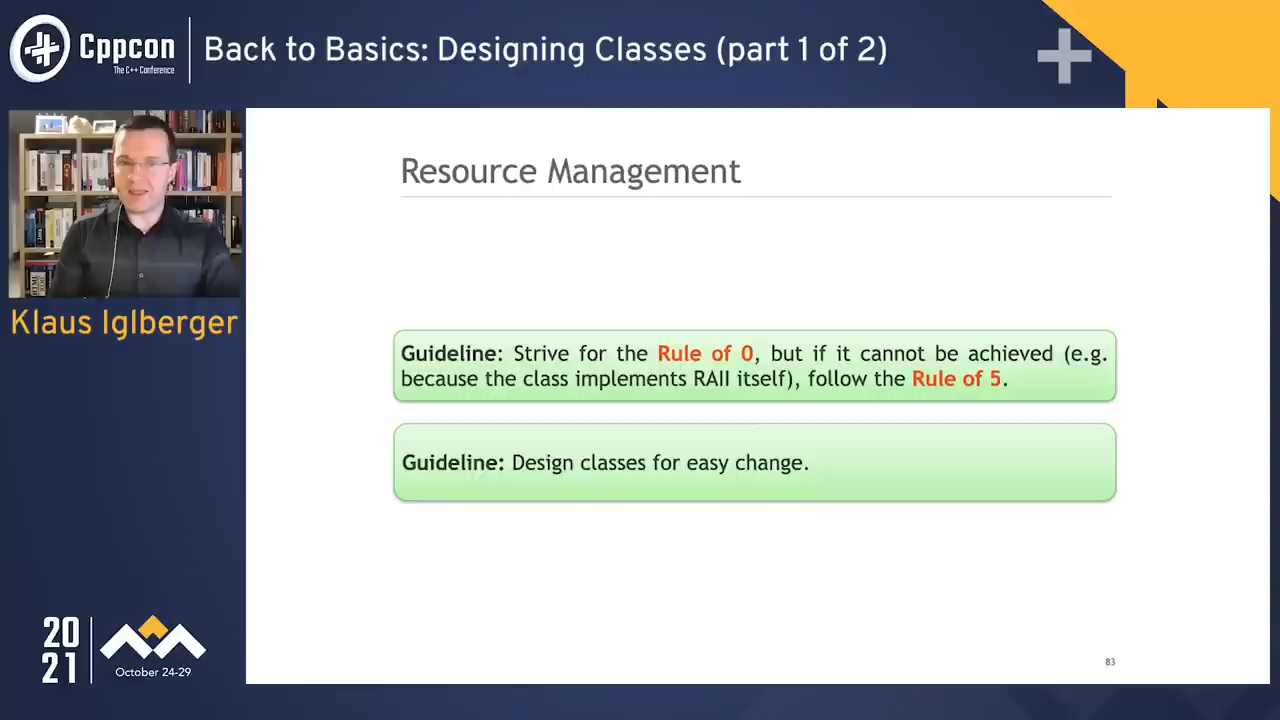 Cppcon
The C++ Conference
Back to Basics: Designing Classes (part 1 of 2)
Klaus Iglberger
Resource Management
Guideline: Strive for the Rule of 0, but if it cannot be achieved (e.g.
because the class implements RAII itself), follow the Rule of 5.
Guideline: Design classes for easy change.
20
21
October 24-29
83